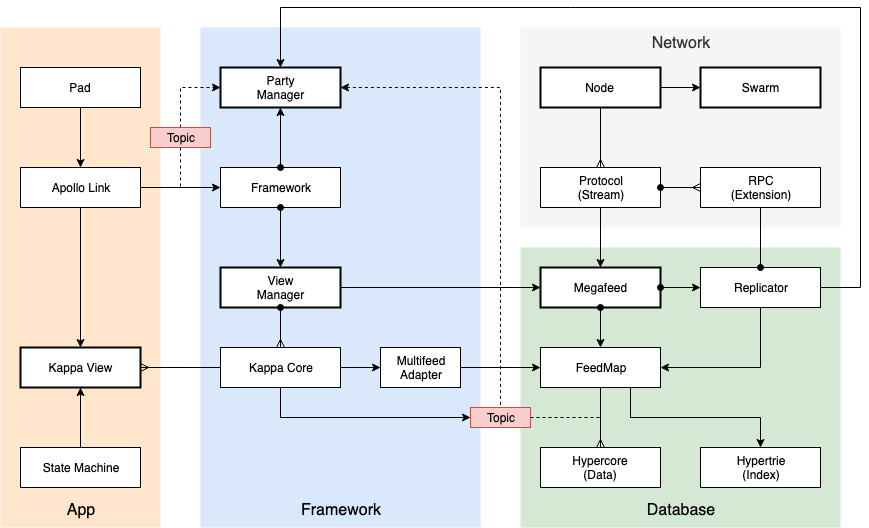 Network
Pad
Party
Manager
Node
Swarm
Topic
Apollo Link
Framework
Protocol
(Stream)
RPC
(Extension)
View
Manager
Megafeed
Replicator
Kappa View
Kappa Core
Multifeed
Adapter
FeedMap
Topic
State Machine
Hypercore
(Data)
Hypertrie
(Index)
App
Framework
Database